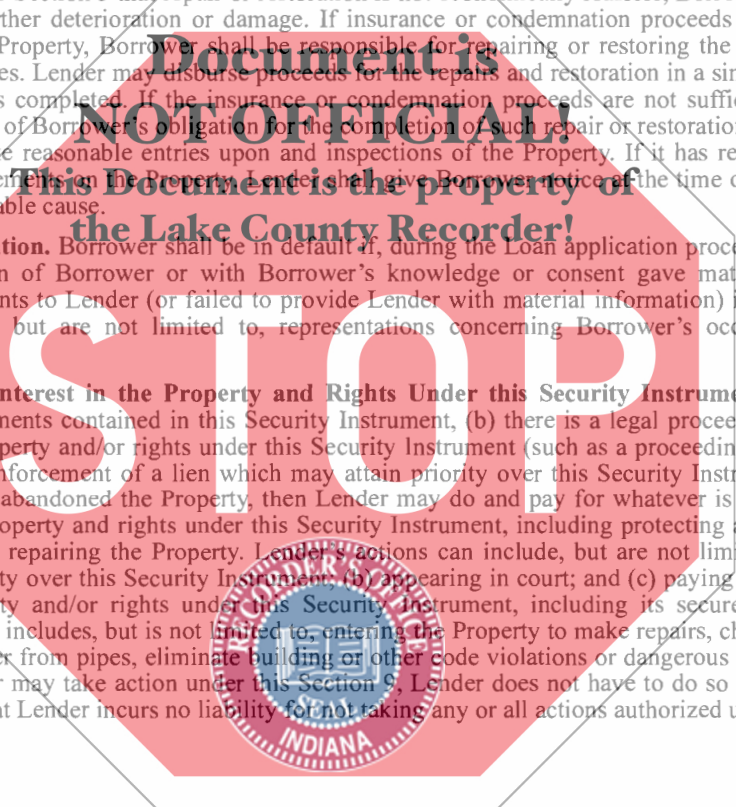 ther deterioration or damage. If insurance or condemnation proceeds
Property, Borrower shall be responsible for repairing or restoring the
es. Lender may disburse proceeds for the repairs and restoration in a sin
s completed. If the insurance or condemnation proceeds are not suffic
of Borrower's obligation for the completion of such repair or restoration
e reasonable entries upon and inspections of the Property. If it has re
ements on the Property, Lender shall give Borrower notice at the time o
able cause.
Document is
NOT OFFICIAL!
This Document is the property of
the Lake County Recorder!
tion. Borrower shall be in default if, during the Loan application proce
n of Borrower or with Borrower's knowledge or consent gave mat
nts to Lender (or failed to provide Lender with material information) i
but are not limited to, representations concerning Borrower's occ
STOP
nterest in the Property and Rights Under this Security Instrume
ments contained in this Security Instrument, (b) there is a legal procee
perty and/or rights under this Security Instrument (such as a proceedin
nforcement of a lien which may attain priority over this Security Instr
abandoned the Property, then Lender may do and pay for whatever is
operty and rights under this Security Instrument, including protecting a
repairing the Property. Lender's actions can include, but are not limi
ty over this Security Instrument; (b) appearing in court; and (c) paying
ty and/or rights under this Security Instrument, including its secure
includes, but is not limited to, entering the Property to make repairs, ch
er from pipes, eliminate building or other code violations or dangerous
r may take action under this Section 9, Lender does not have to do so
at Lender incurs no liability for not taking any or all actions authorized u
RECORDER'S OFFICE
SEAL
INDIANA